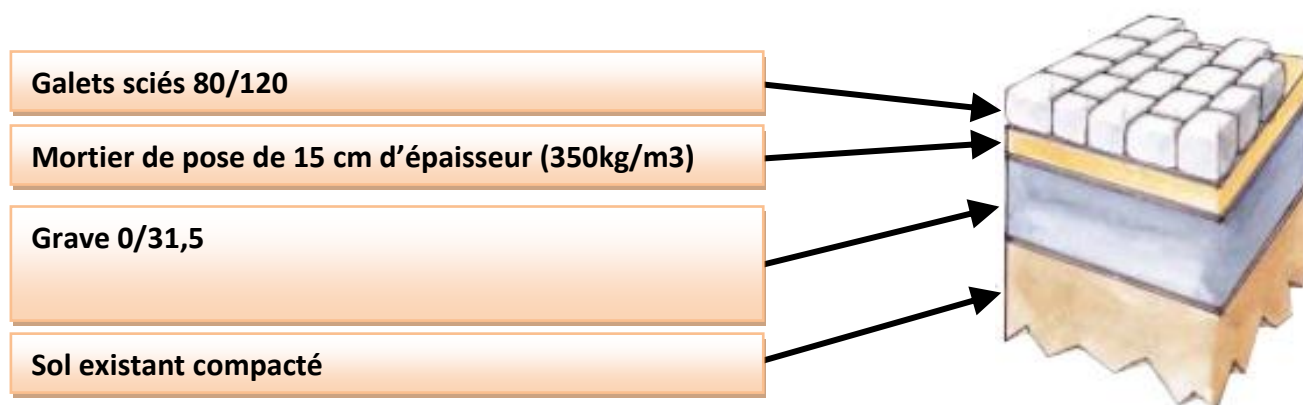 Galets sciés 80/120
Mortier de pose de 15 cm d’épaisseur (350kg/m3)
Grave 0/31,5
Sol existant compacté